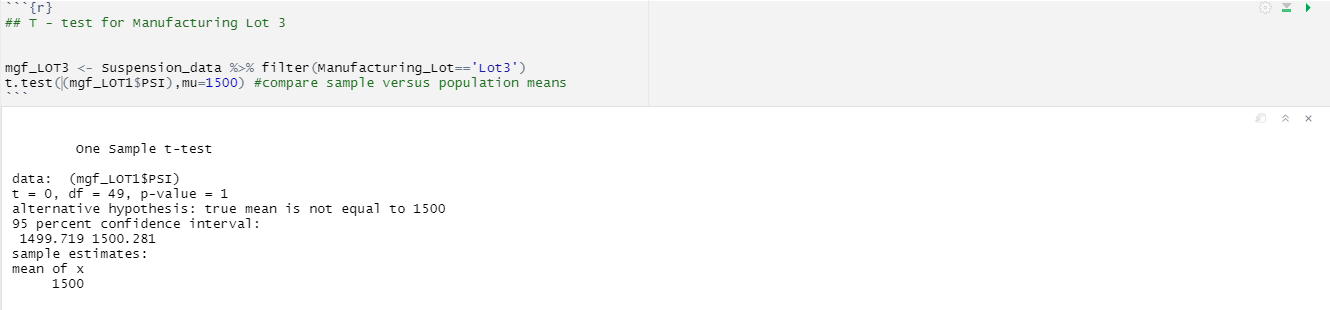 ```{r}
## T - test for Manufacturing Lot 3
mgf_LOT3 <- Suspension_data %>% filter(Manufacturing_Lot=='Lot3')
t.test((mgf_LOT1$PSI),mu=1500) #compare sample versus population means
```
One Sample t-test
data:  (mgf_LOT1$PSI)
t = 0, df = 49, p-value = 1
alternative hypothesis: true mean is not equal to 1500
95 percent confidence interval:
1499.719 1500.281
sample estimates:
mean of x
1500